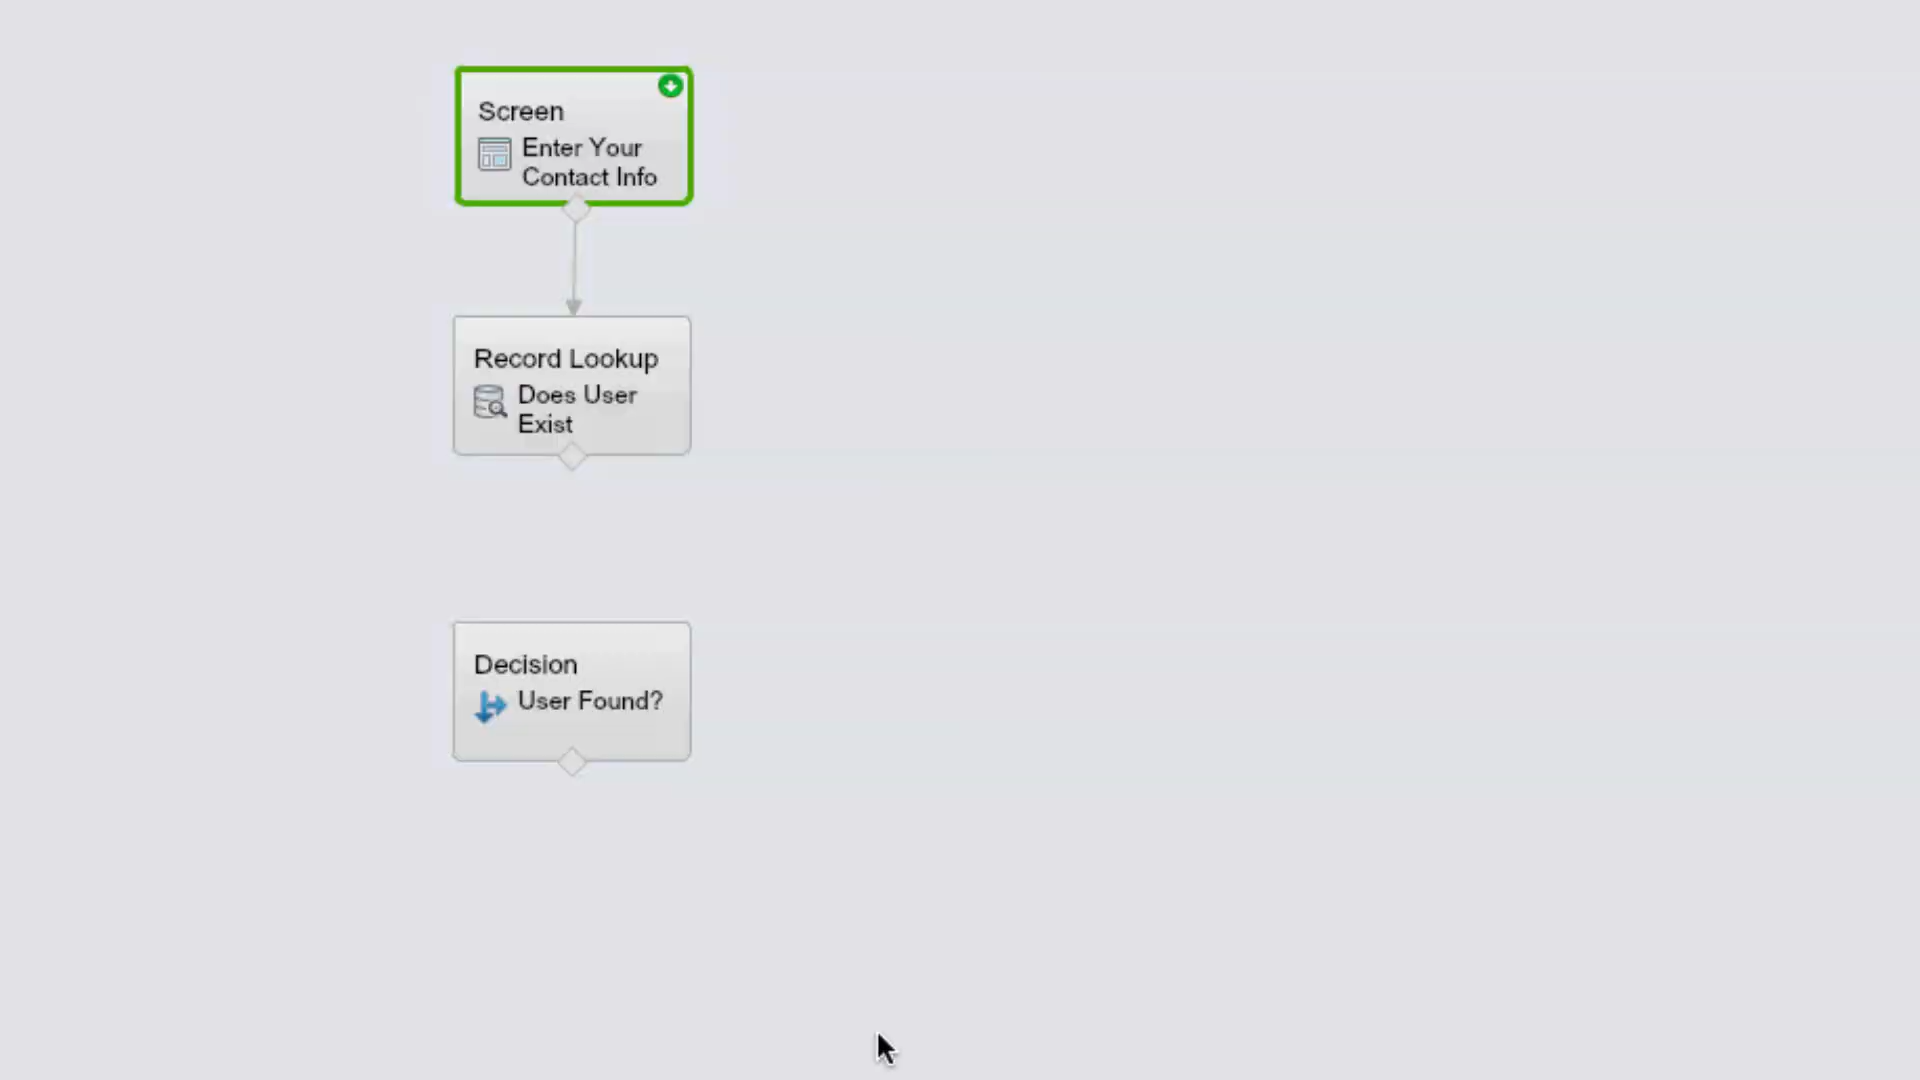 Screen
Enter Your
Contact Info
Record Lookup
Does User
Exist
Decision
User Found?